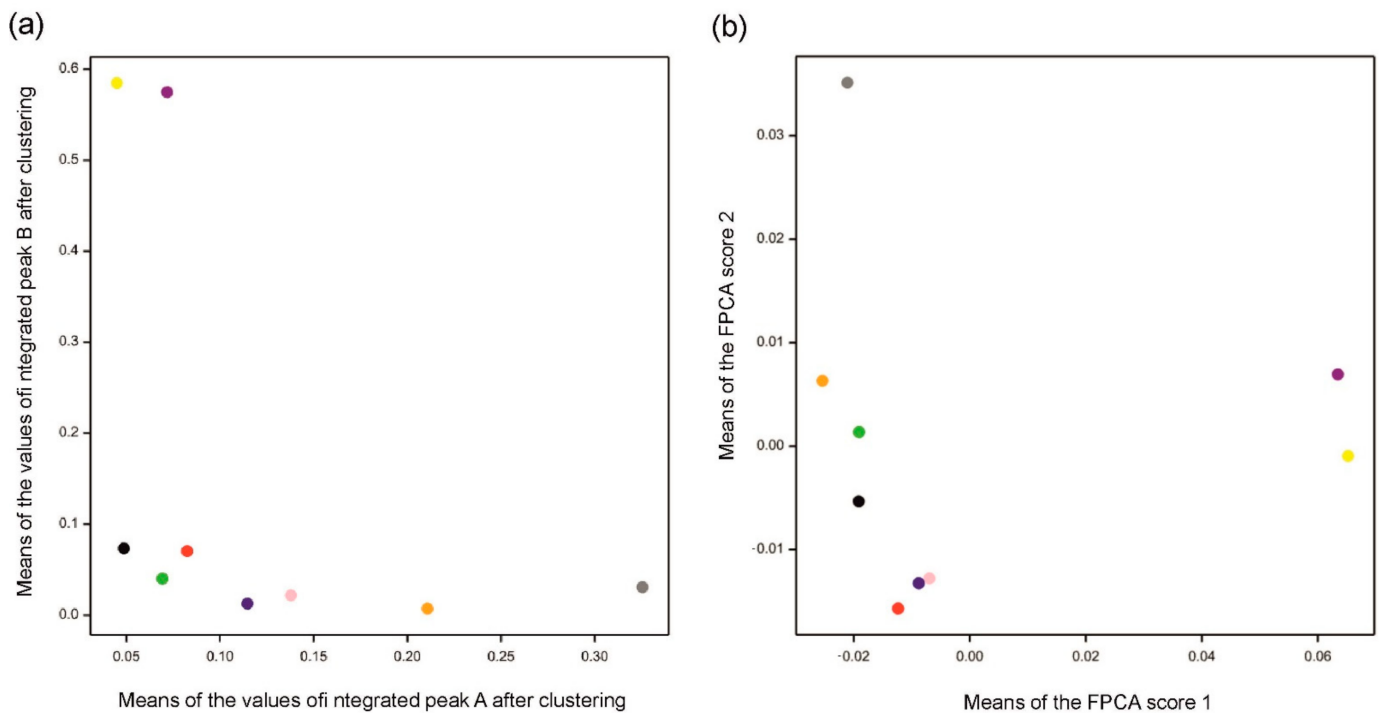 (a)
(b)
Means of the values ofi ntegrated peak B after clustering
0.6
0.5
0.4
0.3
0.2
0.1
0.0
0.05 0.10 0.15 0.20 0.25 0.30
Means of the values ofi ntegrated peak A after clustering
Means of the FPCA score 2
0.03
0.02
0.01
0.00
-0.01
-0.02 0.00 0.02 0.04 0.06
Means of the FPCA score 1